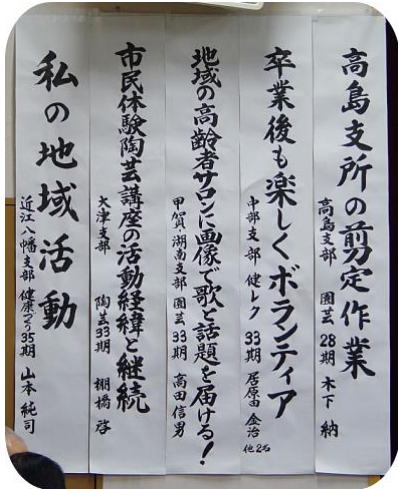 高島支所の剪定作業
高島支部 園芸28期 木下 納
卒業後も楽しくボランティア
中部支部 健レク 33期 居原田 金治 他2名
地域の高齢者サロンに画像で歌と話題を届ける！
甲賀・湖南支部 園芸33期 高田信男
市民体験陶芸講座の活動経緯と継続
大津支部 陶芸33期 棚橋 啓
私の地域活動
近江八幡支部 健康づくり35期 山本純司